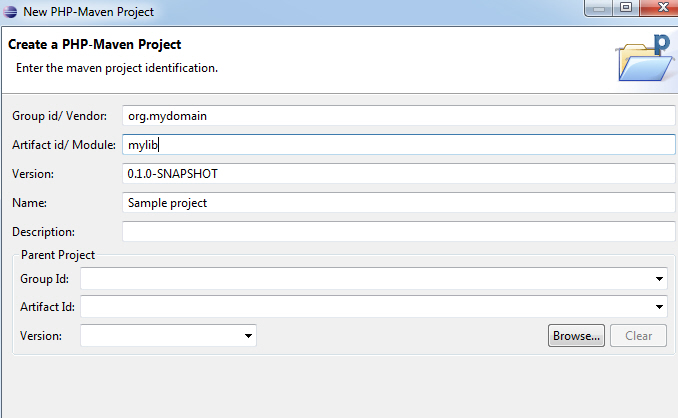 New PHP-Maven Project
Create a PHP-Maven Project
Enter the maven project identification.
p
Group id/ Vendor: org.mydomain
Artifact id/ Module: mylib
Version: 0.1.0-SNAPSHOT
Name: Sample project
Description:
Parent Project
Group Id:
Artifact Id:
Version: Browse... Clear